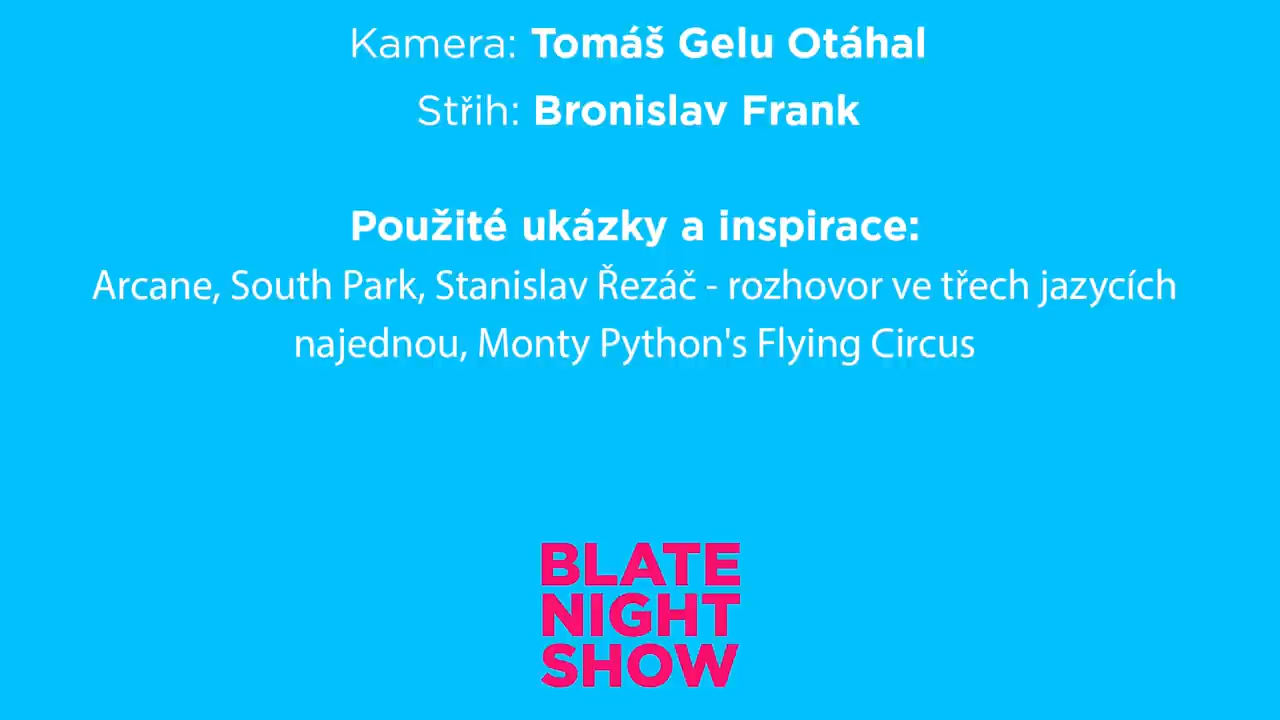 Kamera: Tomáš Gelu Otáhal
Střih: Bronislav Frank
Použité ukázky a inspirace:
Arcane, South Park, Stanislav Řezáč - rozhovor ve třech jazycích
najednou, Monty Python's Flying Circus
BLATE
NIGHT
SHOW